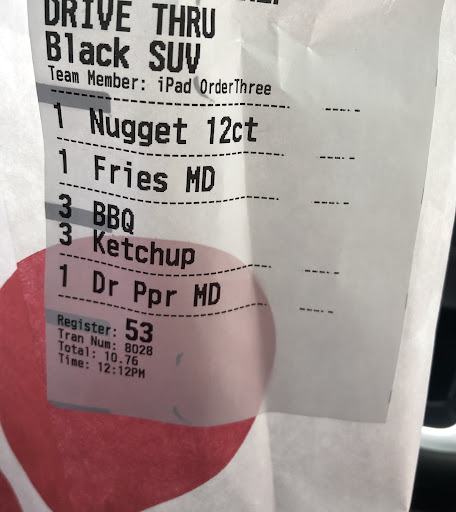 DRIVE THRU
Black SUV
Team Member: iPad OrderThree
1 Nugget 12ct
1 Fries MD
3 BBQ
3 Ketchup
1 Dr Ppr MD
Register: 53
Tran Num: 8028
Total: 10.76
Time: 12:12PM